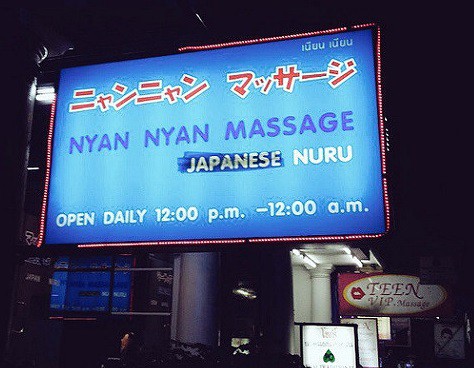 เนียน เนียน
ニャンニャン マッサージ
NYAN NYAN MASSAGE
JAPANESE NURU
OPEN DAILY 12:00 p.m. -12:00 a.m.
TEEN
V.I.P. Massage